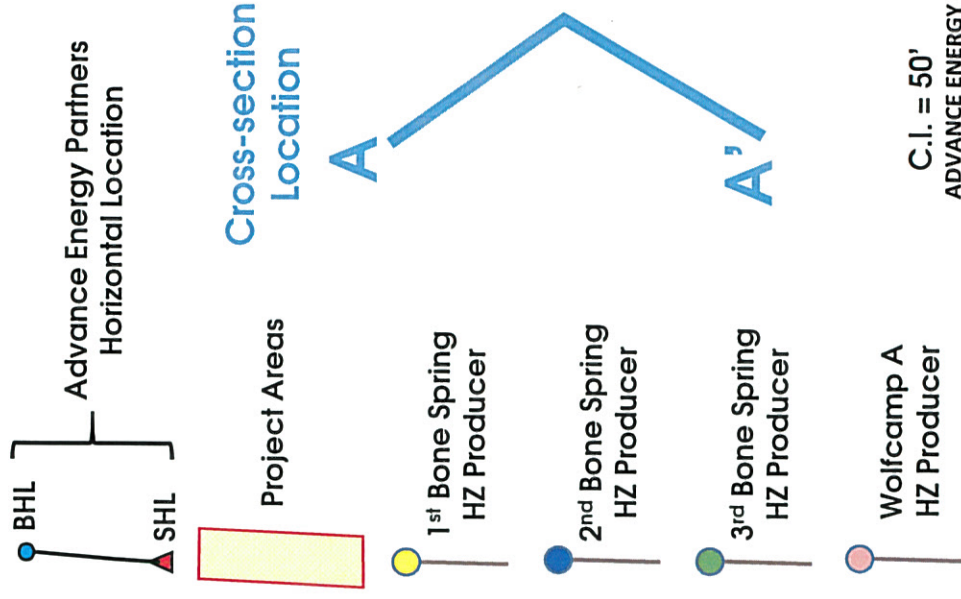 BHL
SHL
Advance Energy Partners
Horizontal Location
Project Areas
1st Bone Spring
HZ Producer
2nd Bone Spring
HZ Producer
3rd Bone Spring
HZ Producer
Wolfcamp A
HZ Producer
Cross-section
Location
A
A'
C.I. = 50'
ADVANCE ENERGY